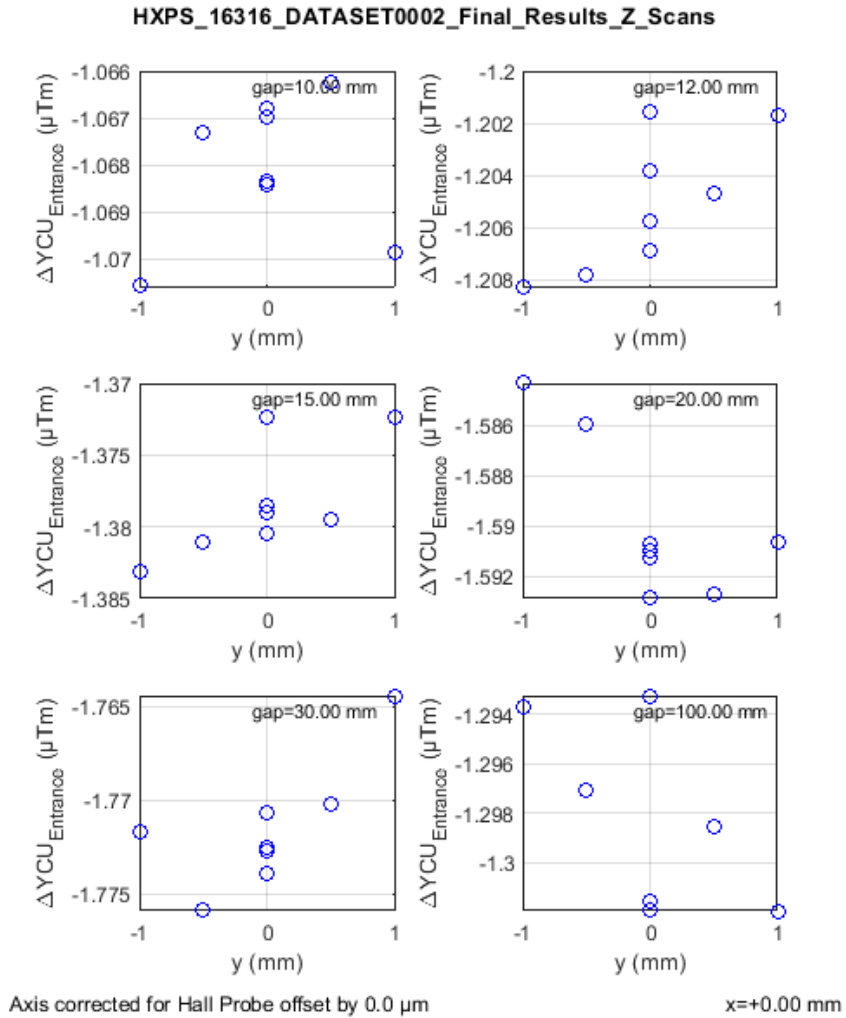 HXPS_16316_DATASET0002_Final_Results_Z_Scans
ΔYCU_Entrance (µTm)
-1.066
-1.067
-1.068
-1.069
-1.07
gap=10.00 mm
-1 0 1
y (mm)
ΔYCU_Entrance (µTm)
-1.2
-1.202
-1.204
-1.206
-1.208
gap=12.00 mm
-1 0 1
y (mm)
ΔYCU_Entrance (µTm)
-1.37
-1.375
-1.38
-1.385
gap=15.00 mm
-1 0 1
y (mm)
ΔYCU_Entrance (µTm)
-1.586
-1.588
-1.59
-1.592
gap=20.00 mm
-1 0 1
y (mm)
ΔYCU_Entrance (µTm)
-1.765
-1.77
-1.775
gap=30.00 mm
-1 0 1
y (mm)
ΔYCU_Entrance (µTm)
-1.294
-1.296
-1.298
-1.3
gap=100.00 mm
-1 0 1
y (mm)
Axis corrected for Hall Probe offset by 0.0 µm
x=+0.00 mm